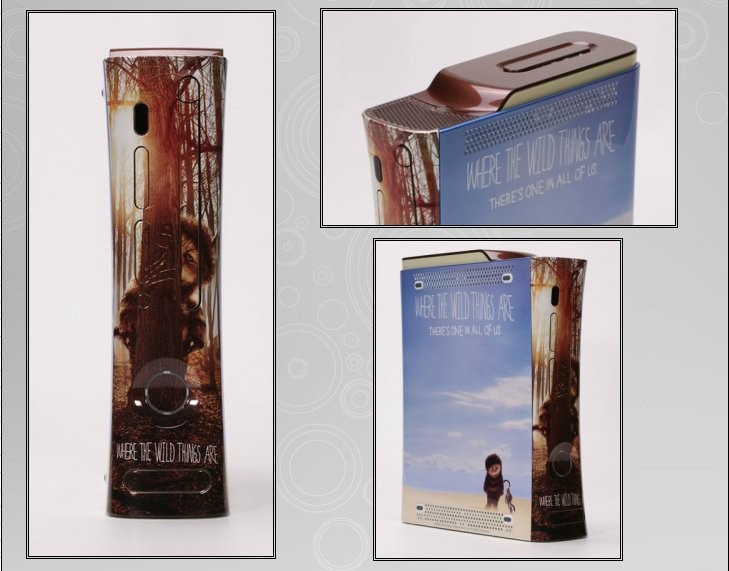 WHERE THE WILD THINGS ARE
WHERE THE WILD THINGS ARE
THERE'S ONE IN ALL OF US
WHERE THE WILD THINGS ARE
THERE'S ONE IN ALL OF US
WHERE THE WILD THINGS